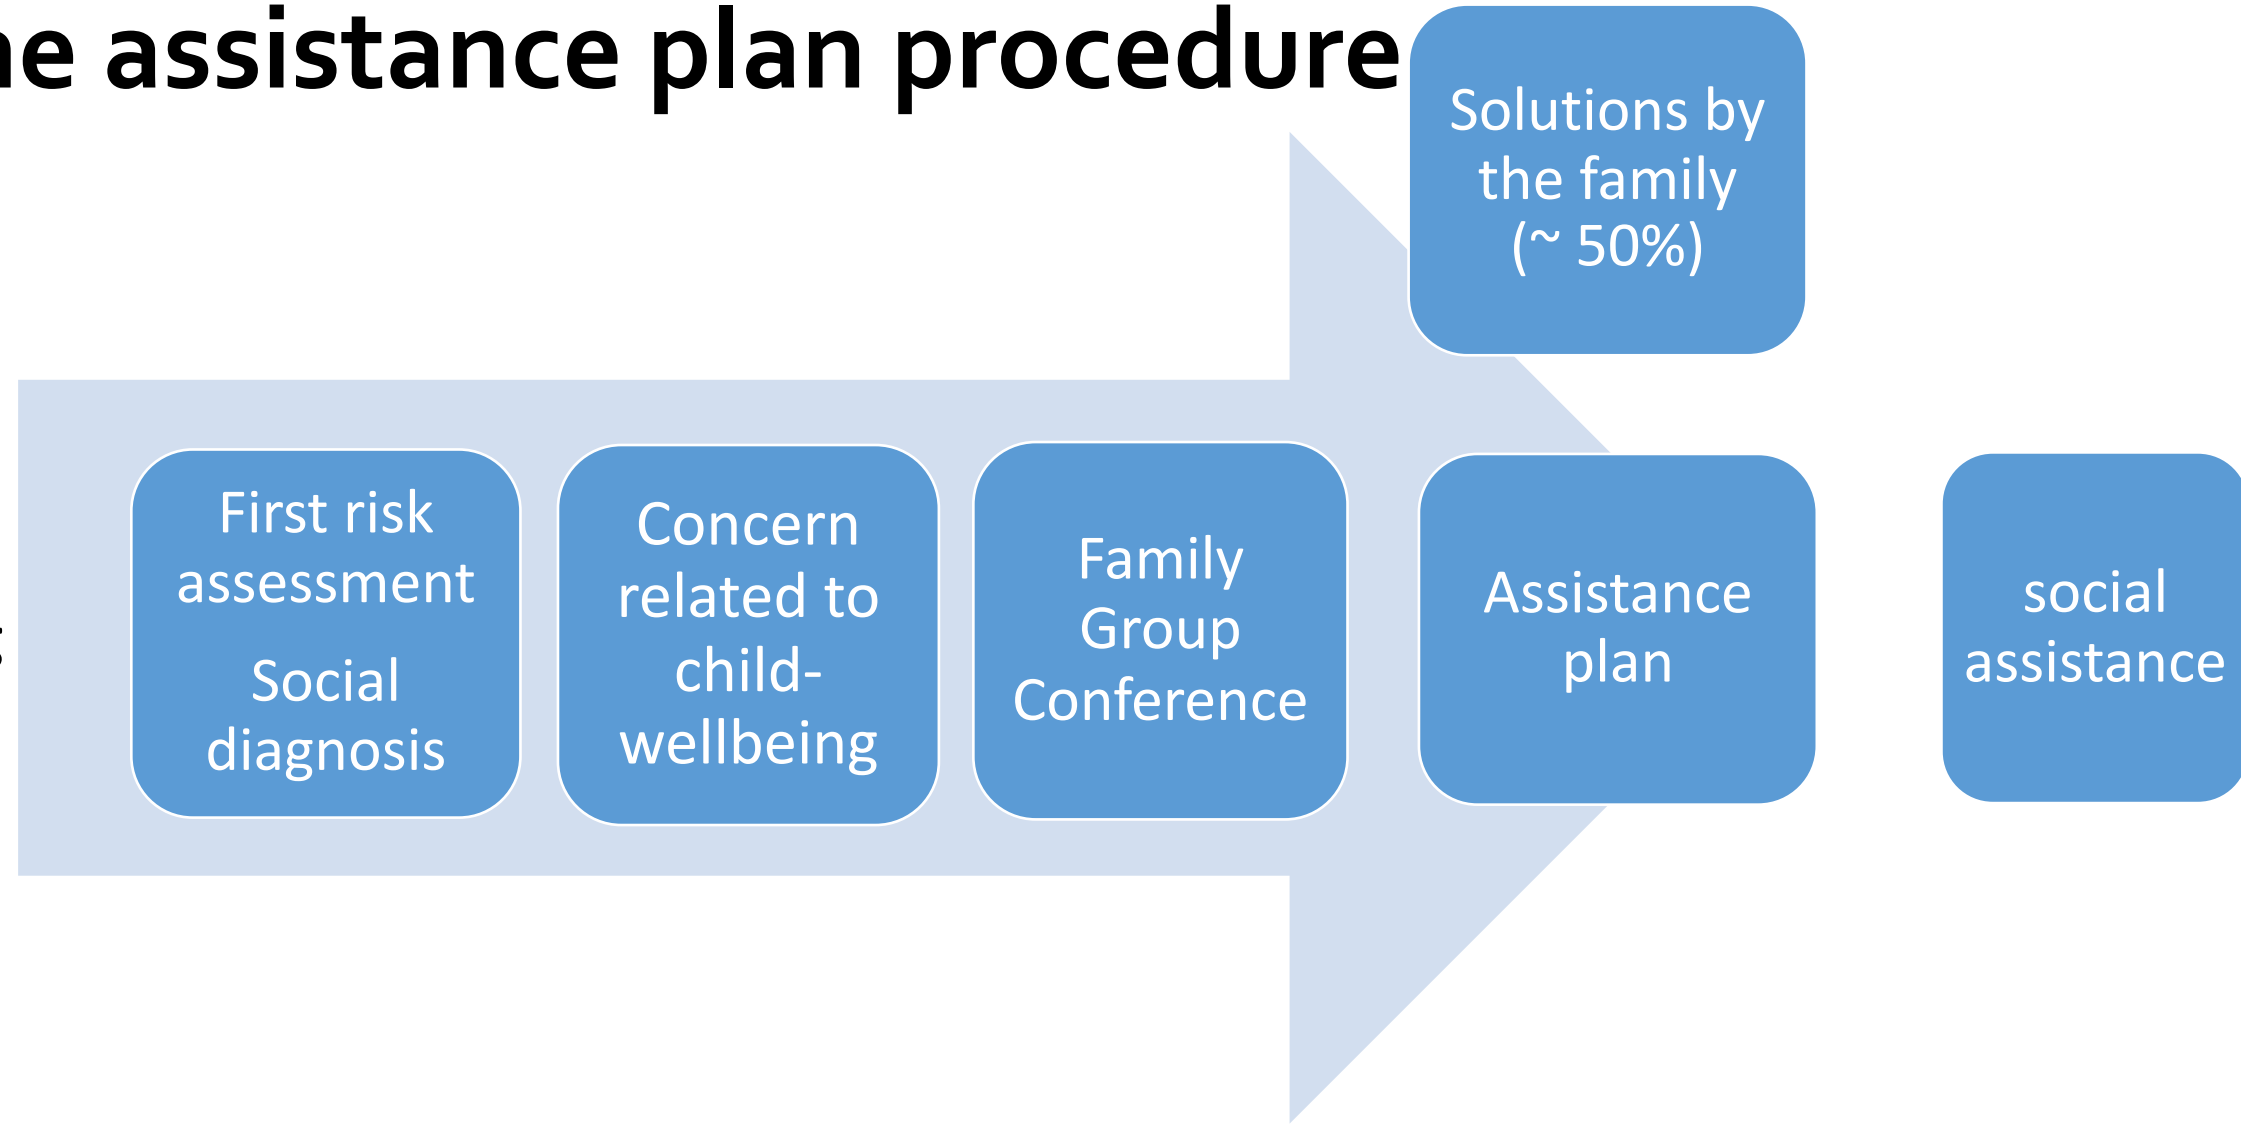 he assistance plan procedure
Solutions by
the family
(~ 50%)
First risk
assessment
Social
diagnosis
Concern
related to
child-
wellbeing
Family
Group
Conference
Assistance
plan
social
assistance